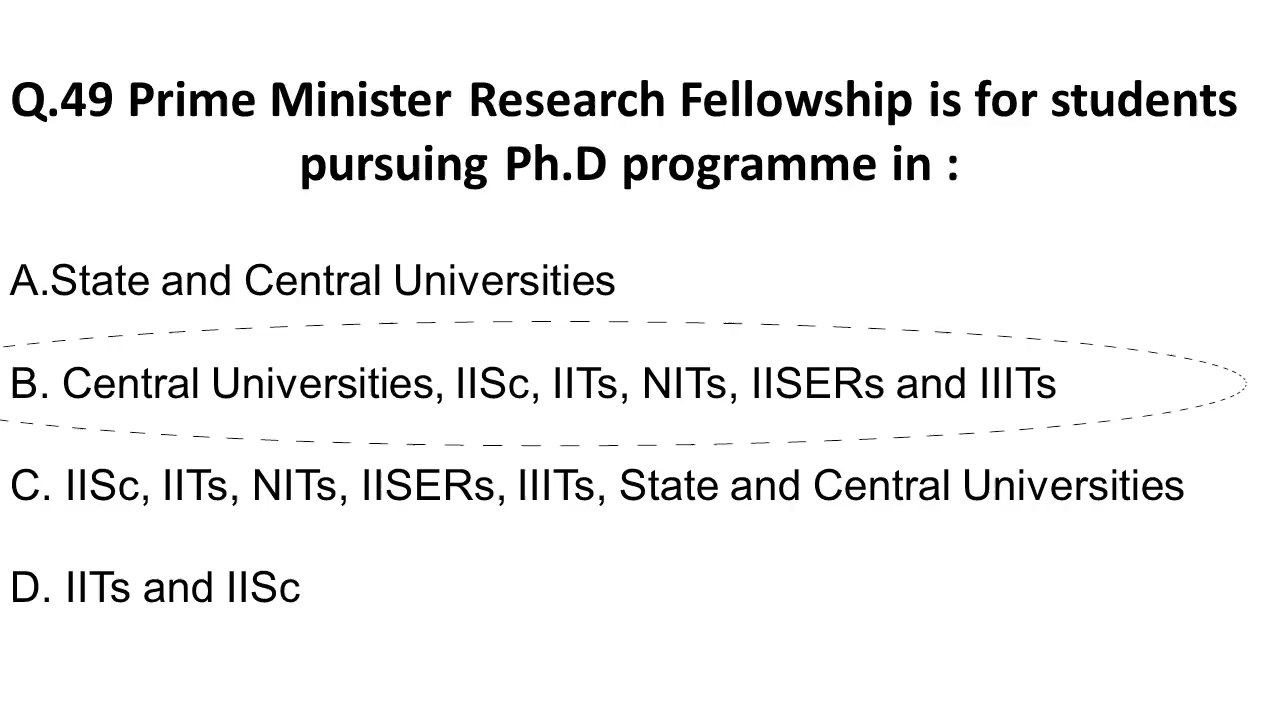 Q.49 Prime Minister Research Fellowship is for students
pursuing Ph.D programme in :
A.State and Central Universities
B. Central Universities, IISc, IITs, NITs, IISERs and IIITs
C. IISc, IITs, NITs, IISERs, IIITs, State and Central Universities
D. IITs and IISc